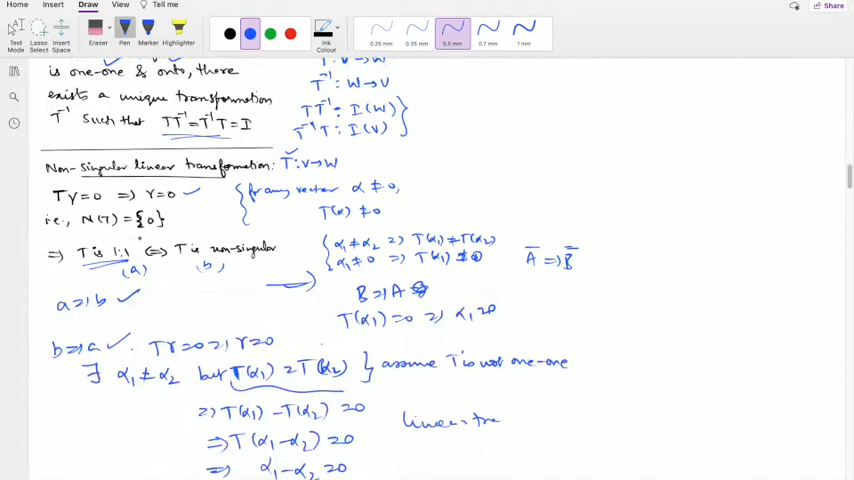 Home Insert Draw View Share
Text Mode Lasso Select Insert Space Eraser Pen Marker Highlighter Ink Colour 0.25 mm 0.35 mm 0.5 mm 0.7 mm 1 mm
T : V → W
is one-one & onto, there
exists a unique transformation
T⁻¹ Such that TT⁻¹ = T⁻¹T = I
T⁻¹ : W → V
TT⁻¹ = I(W)
T⁻¹T = I(V)
Non-Singular linear transformation: T : V → W
Tγ = 0 ⇒ γ = 0
i.e., N(T) = {0}
⇒ T is 1:1 ⇔ T is non-singular
(a) (b)
for any vector α ≠ 0,
T(α) ≠ 0
α₁ ≠ α₂ ⇒ T(α₁) ≠ T(α₂)
α₁ ≠ 0 ⇒ T(α₁) ≠ 0
A̅ ⇒ B̅
B ⇒ A
T(α₁) = 0 ⇒ α₁ = 0
a ⇒ b
b ⇒ a Tγ = 0 ⇒ γ = 0
∃ α₁ ≠ α₂ but T(α₁) = T(α₂) } assume T is not one-one
⇒ T(α₁) - T(α₂) = 0
⇒ T(α₁ - α₂) = 0
⇒ α₁ - α₂ = 0
linear tra